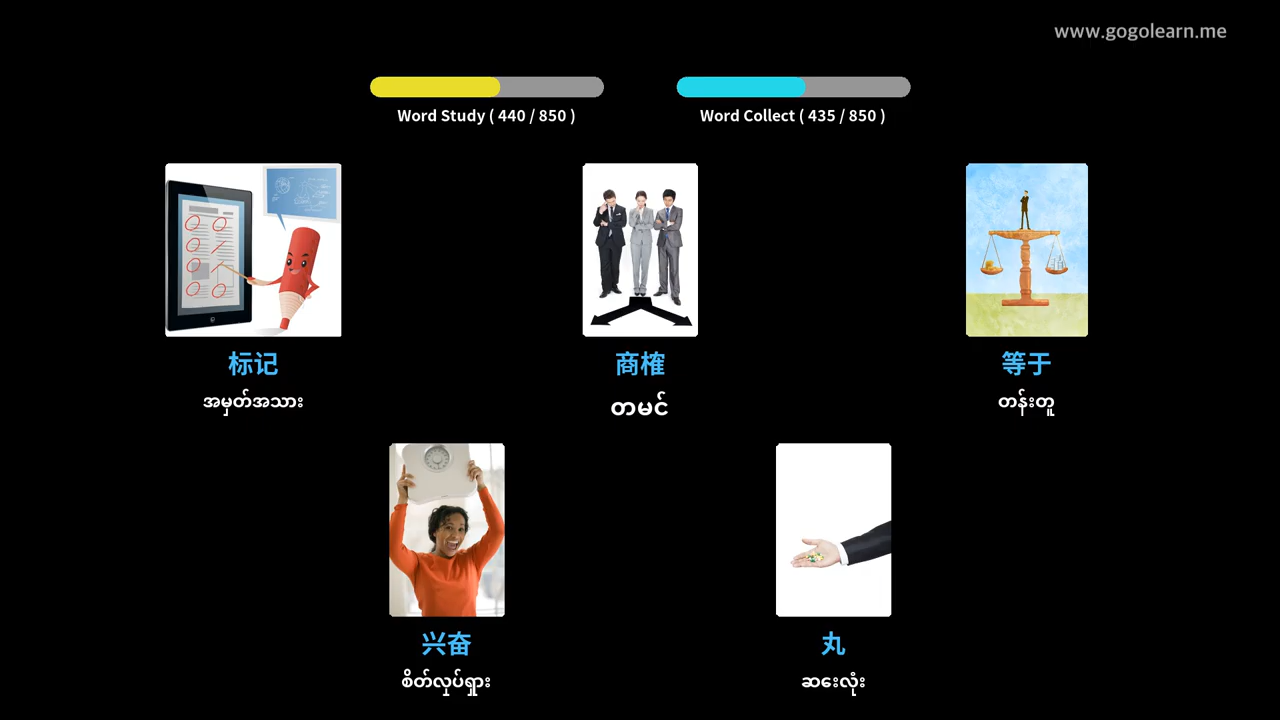 www.gogolearn.me
Word Study ( 440 / 850 )
Word Collect ( 435 / 850 )
标记
အမှတ်အသား
商榷
တမင်
等于
တန်းတူ
兴奋
စိတ်လှုပ်ရှား
丸
ဆေးလုံး